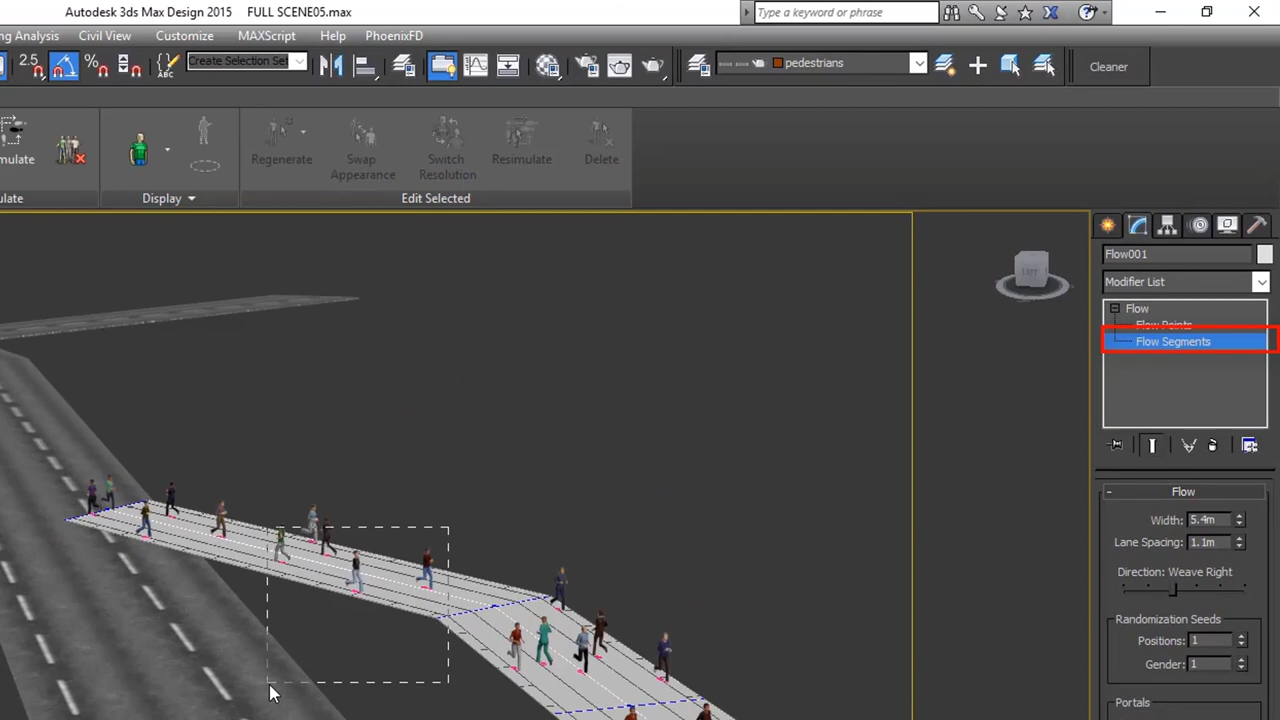 Autodesk 3ds Max Design 2015 FULL SCENE05.max
Type a keyword or phrase
ng Analysis Civil View Customize MAXScript Help PhoenixFD
2.5
%
ABC
Create Selection Set
pedestrians
Cleaner
mulate
Regenerate
Swap
Appearance
Switch
Resolution
Resimulate
Delete
ulate
Display
Edit Selected
Flow001
Modifier List
Flow
Flow Points
Flow Segments
Flow
Width: 5.4m
Lane Spacing: 1.1m
Direction: Weave Right
Randomization Seeds
Positions: 1
Gender: 1
Portals